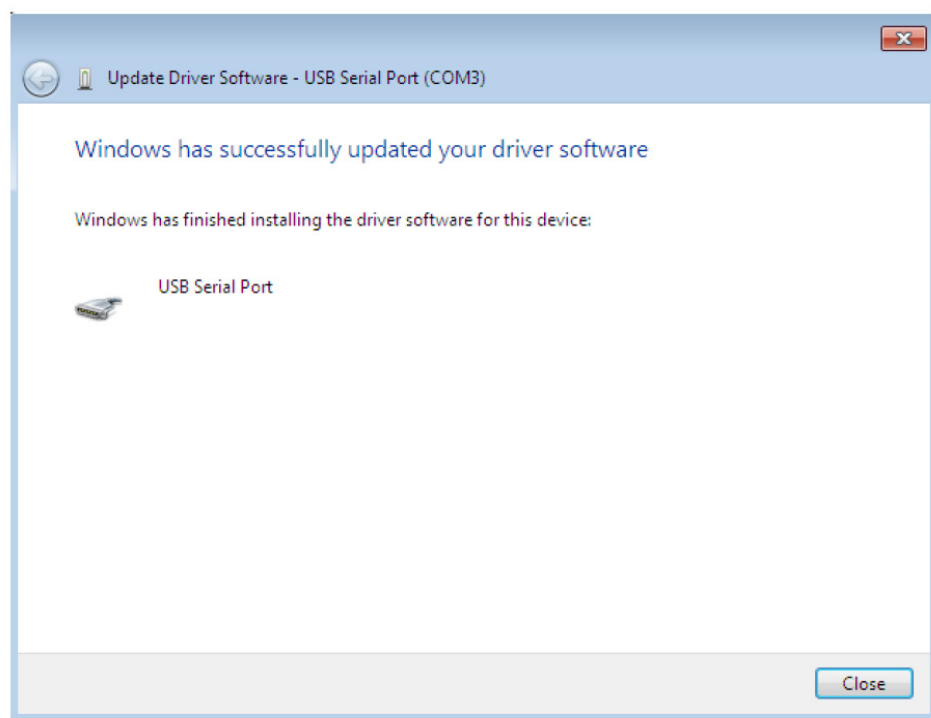 Update Driver Software - USB Serial Port (COM3)
Windows has successfully updated your driver software
Windows has finished installing the driver software for this device:
USB Serial Port
Close